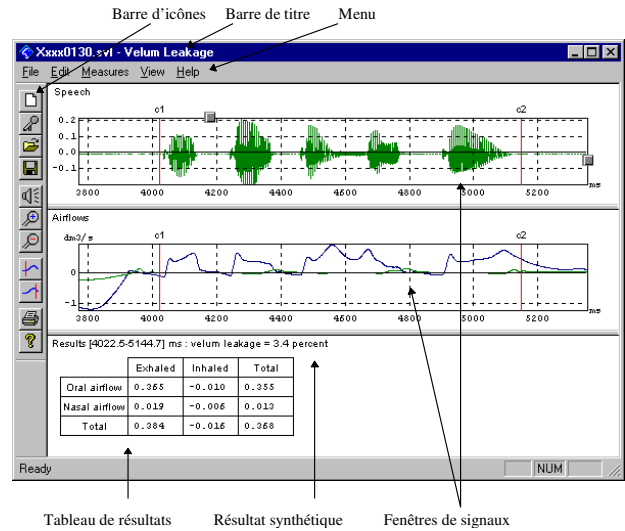 Barre d'icônes Barre de titre Menu
Xxxx0130.svl - Velum Leakage
File Edit Measures View Help
Speech
c1 c2
0.2
0.1
-0.0
-0.1
3800 4000 4200 4400 4600 4800 5000 5200 ms
Airflows
dm3/s c1 c2
0
-1
3800 4000 4200 4400 4600 4800 5000 5200 ms
Results [4022.5-5144.7] ms : velum leakage = 3.4 percent
Exhaled Inhaled Total
Oral airflow 0.365 -0.010 0.355
Nasal airflow 0.019 -0.006 0.013
Total 0.384 -0.016 0.368
Ready NUM
Tableau de résultats Résultat synthétique Fenêtres de signaux